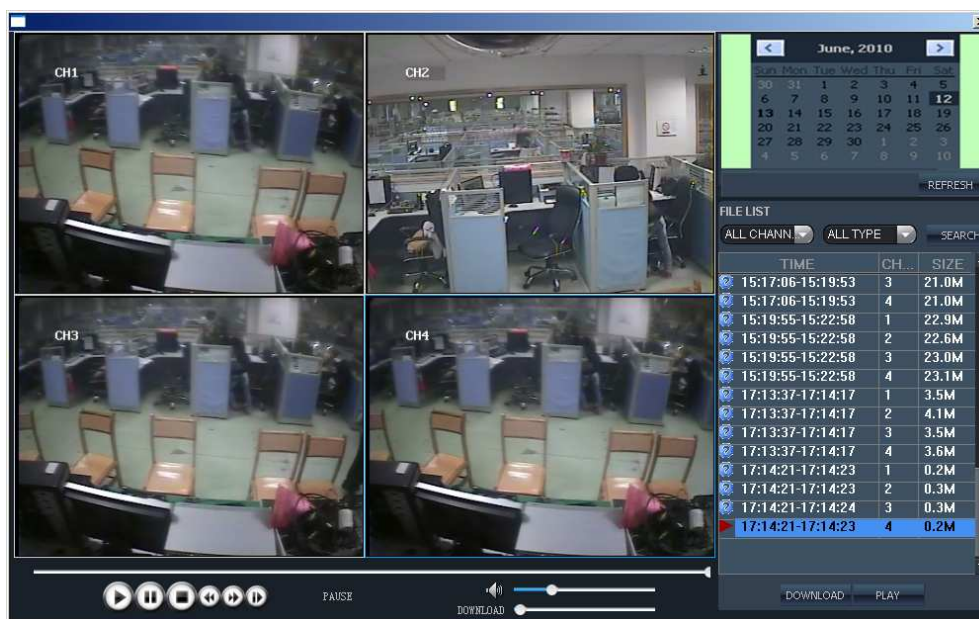 CH1
CH2
CH3
CH4
PAUSE
DOWNLOAD
June, 2010
Sun Mon Tue Wed Thu Fri Sat
30 31 1 2 3 4 5
6 7 8 9 10 11 12
13 14 15 16 17 18 19
20 21 22 23 24 25 26
27 28 29 30 1 2 3
4 5 6 7 8 9 10
REFRESH
FILE LIST
ALL CHANN. ALL TYPE SEARCH
TIME CH... SIZE
15:17:06-15:19:53 3 21.0M
15:17:06-15:19:53 4 21.0M
15:19:55-15:22:58 1 22.9M
15:19:55-15:22:58 2 22.6M
15:19:55-15:22:58 3 23.0M
15:19:55-15:22:58 4 23.1M
17:13:37-17:14:17 1 3.5M
17:13:37-17:14:17 2 4.1M
17:13:37-17:14:17 3 3.5M
17:13:37-17:14:17 4 3.6M
17:14:21-17:14:23 1 0.2M
17:14:21-17:14:23 2 0.3M
17:14:21-17:14:24 3 0.3M
17:14:21-17:14:23 4 0.2M
DOWNLOAD PLAY